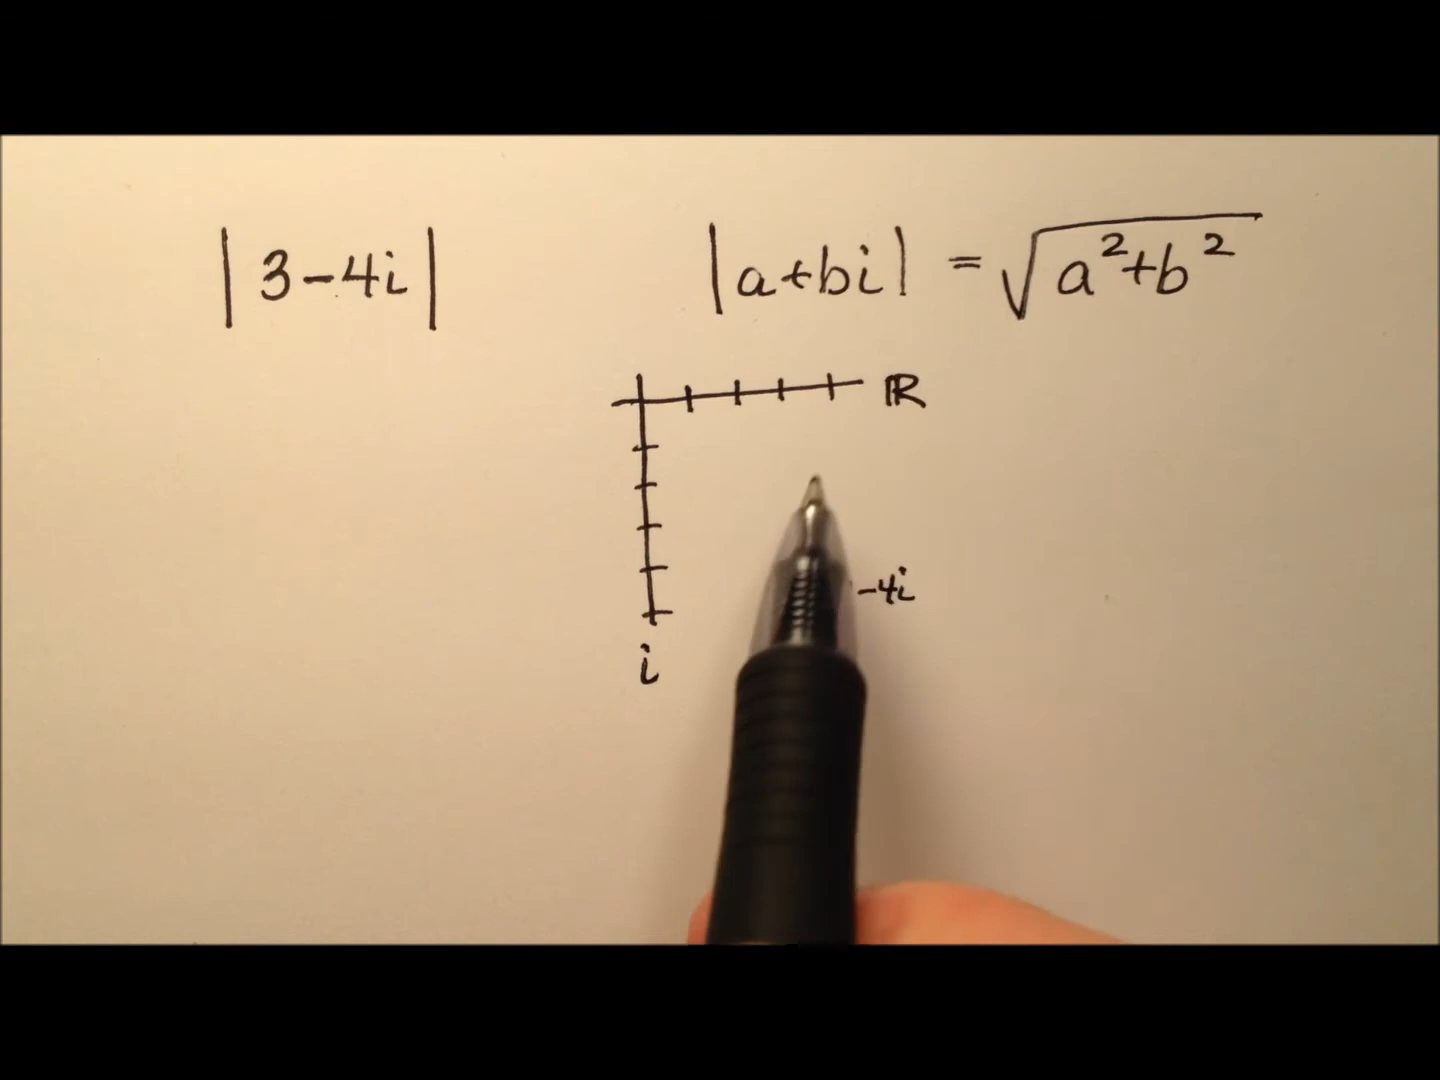 |3-4i|
|a+bi| = √a²+b²
ℝ
-4i
i